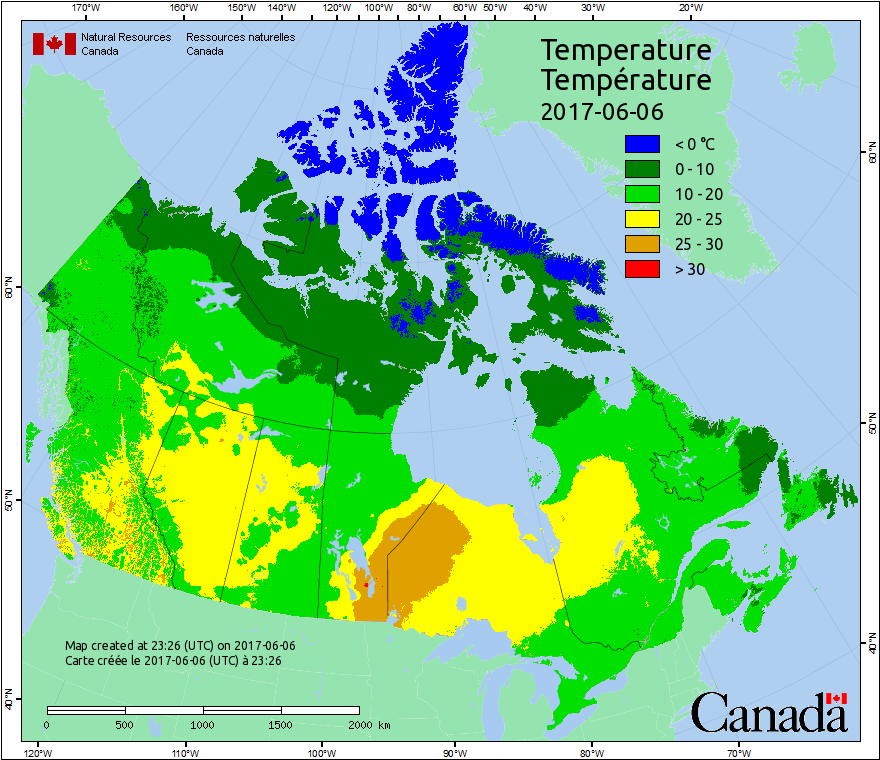 170°W 160°W 150°W 140°W 130°W 120°W 110°W 100°W 90°W 80°W 70°W 60°W 50°W 40°W 30°W 20°W
Natural Resources Ressources naturelles
Canada Canada
Temperature
Température
2017-06-06
< 0 °C
0 - 10
10 - 20
20 - 25
25 - 30
> 30
60°N
60°N
50°N
50°N
40°N
40°N
Map created at 23:26 (UTC) on 2017-06-06
Carte créée le 2017-06-06 (UTC) à 23:26
0 500 1000 1500 2000 km
Canada
120°W 110°W 100°W 90°W 80°W 70°W